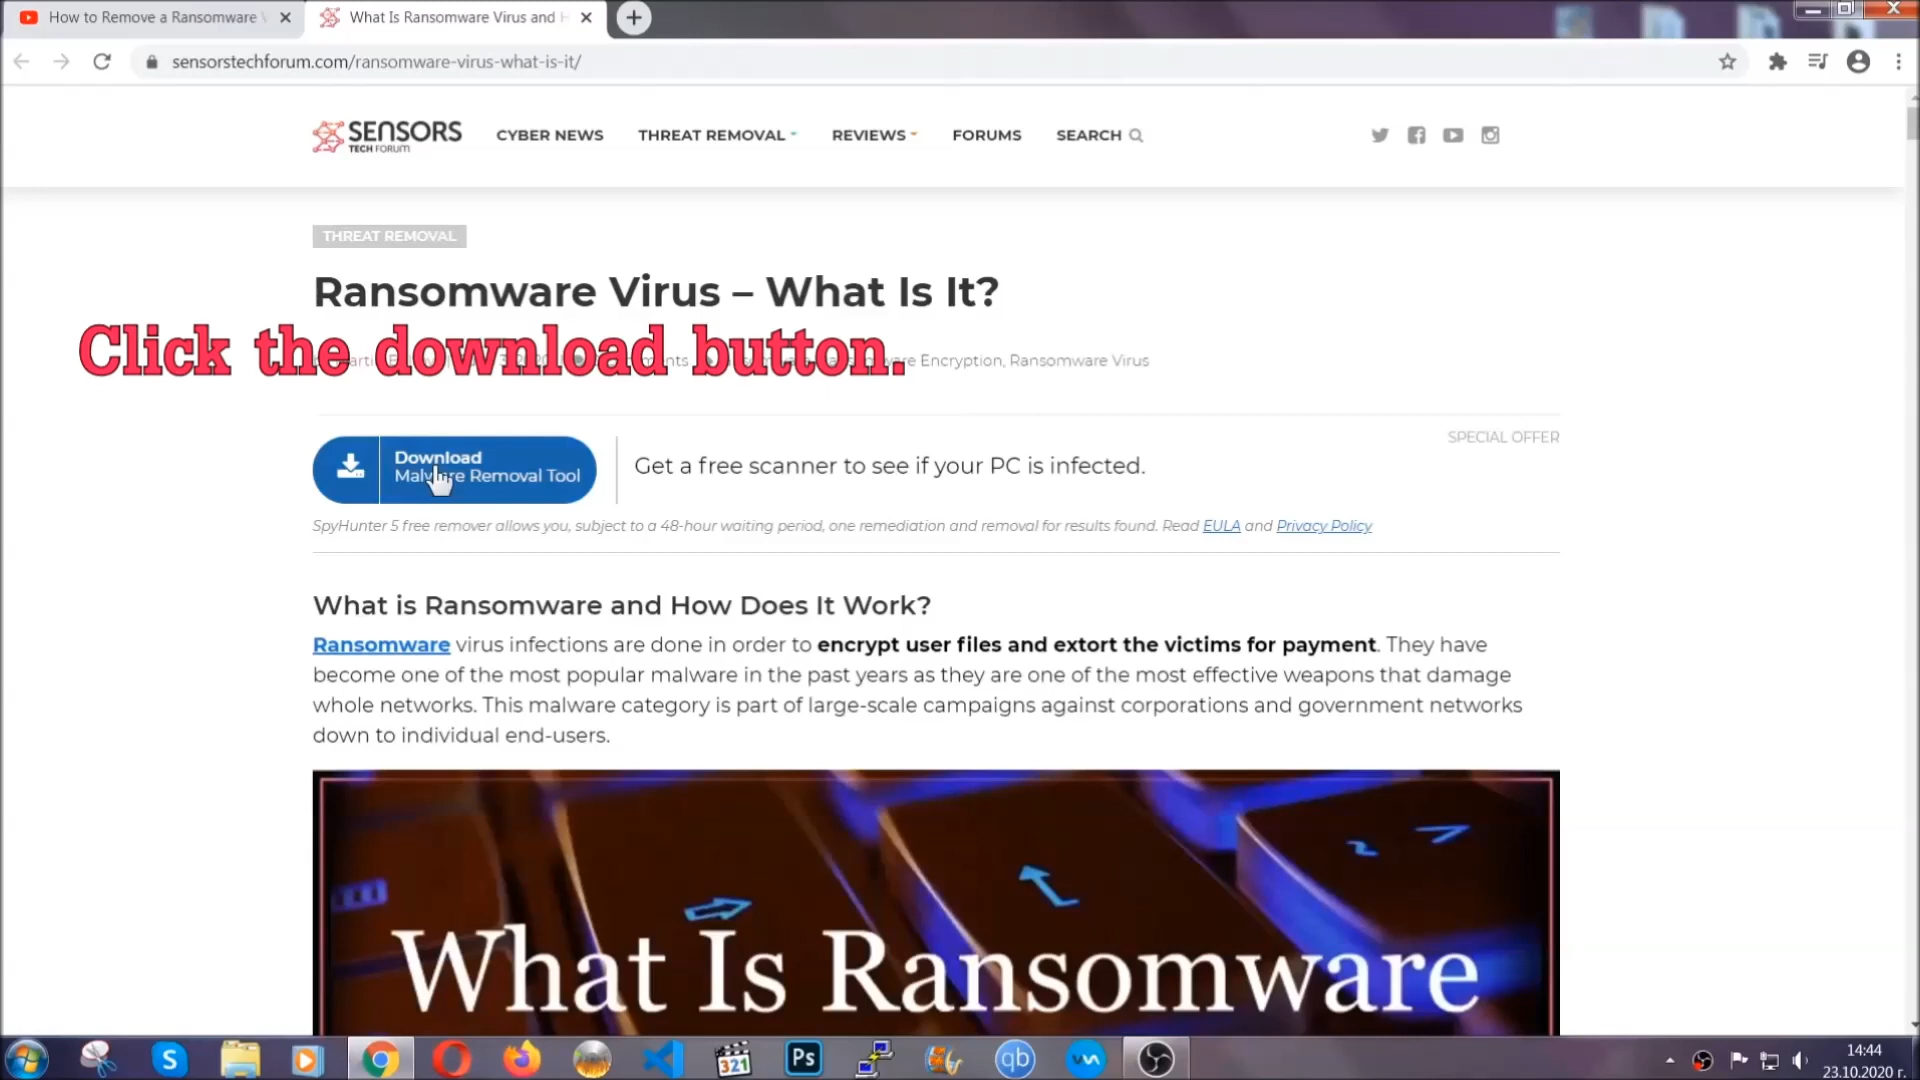 How to Remove a Ransomware V
What Is Ransomware Virus and H
sensorstechforum.com/ransomware-virus-what-is-it/
SENSORS
TECH FORUM
CYBER NEWS
THREAT REMOVAL
REVIEWS
FORUMS
SEARCH
THREAT REMOVAL
Ransomware Virus – What Is It?
Click the download button.
Encryption, Ransomware Virus
SPECIAL OFFER
Download
Malware Removal Tool
Get a free scanner to see if your PC is infected.
SpyHunter 5 free remover allows you, subject to a 48-hour waiting period, one remediation and removal for results found. Read EULA and Privacy Policy
What is Ransomware and How Does It Work?
Ransomware virus infections are done in order to encrypt user files and extort the victims for payment. They have
become one of the most popular malware in the past years as they are one of the most effective weapons that damage
whole networks. This malware category is part of large-scale campaigns against corporations and government networks
down to individual end-users.
What Is Ransomware
S
321
Ps
qb
14:44
23.10.2020 г.